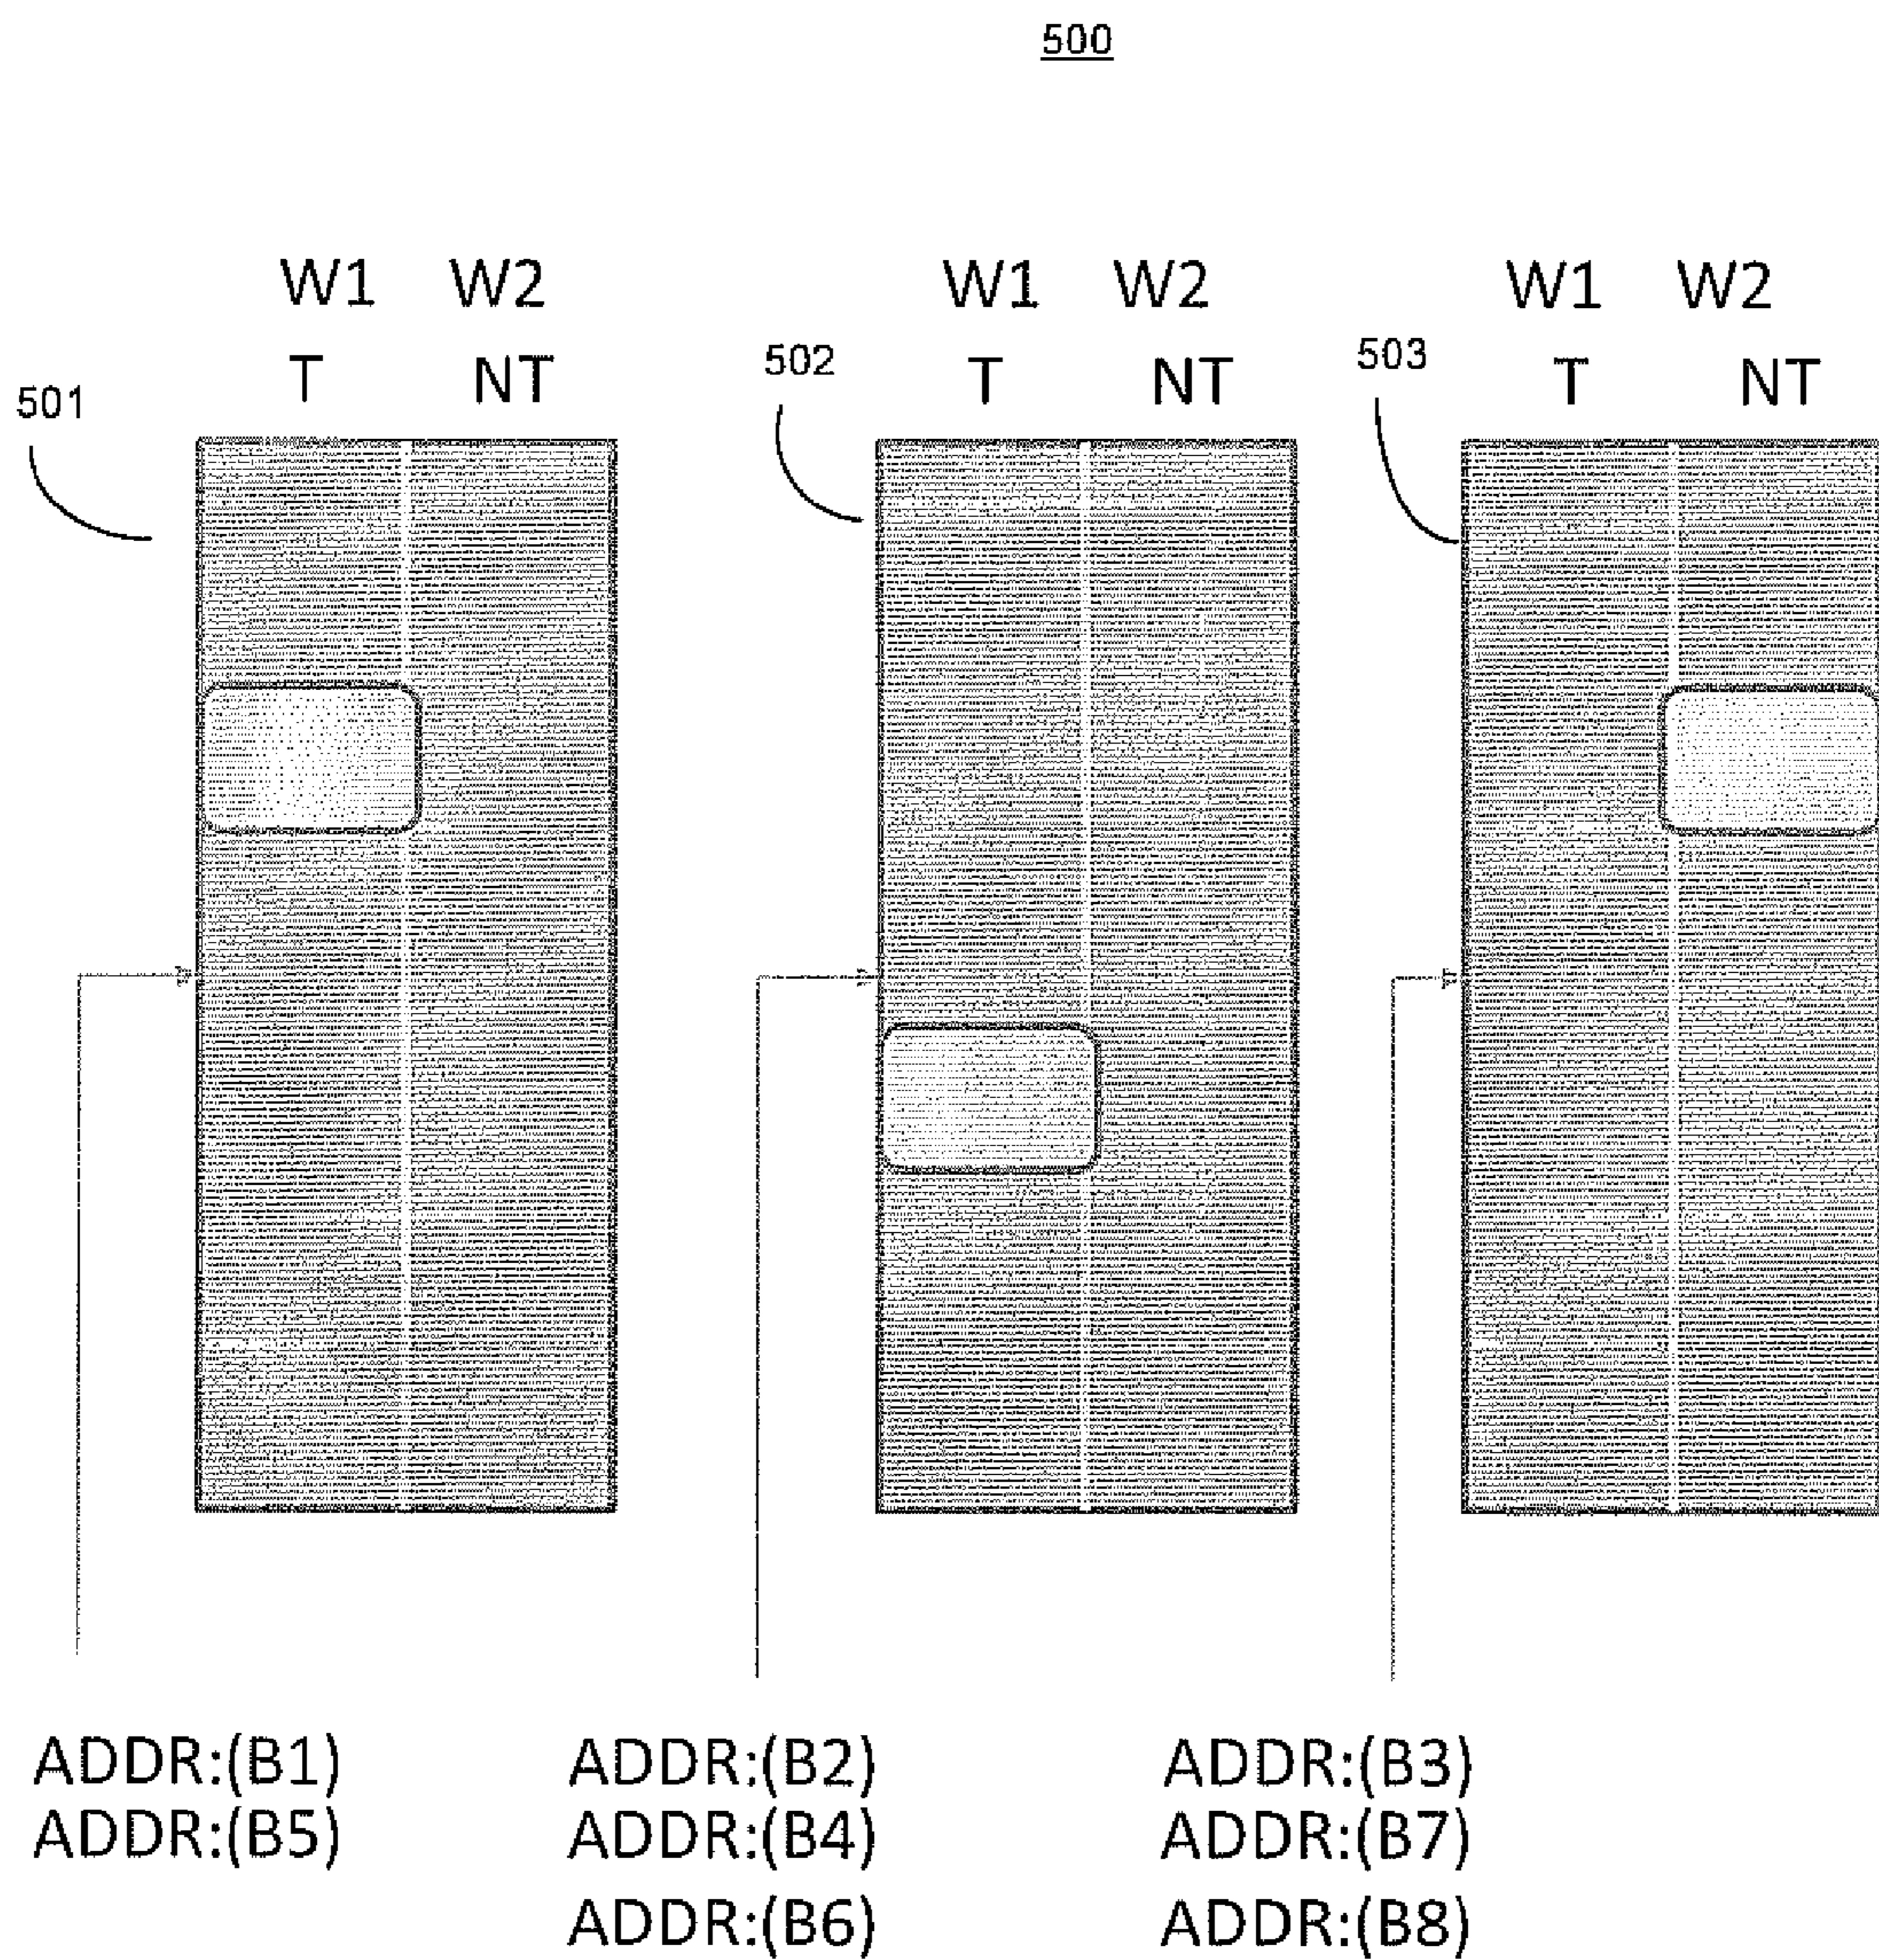 500
W1 W2 W1 W2 W1 W2
501 T NT 502 T NT 503 T NT
ADDR:(B1) ADDR:(B2) ADDR:(B3)
ADDR:(B5) ADDR:(B4) ADDR:(B7)
ADDR:(B6) ADDR:(B8)